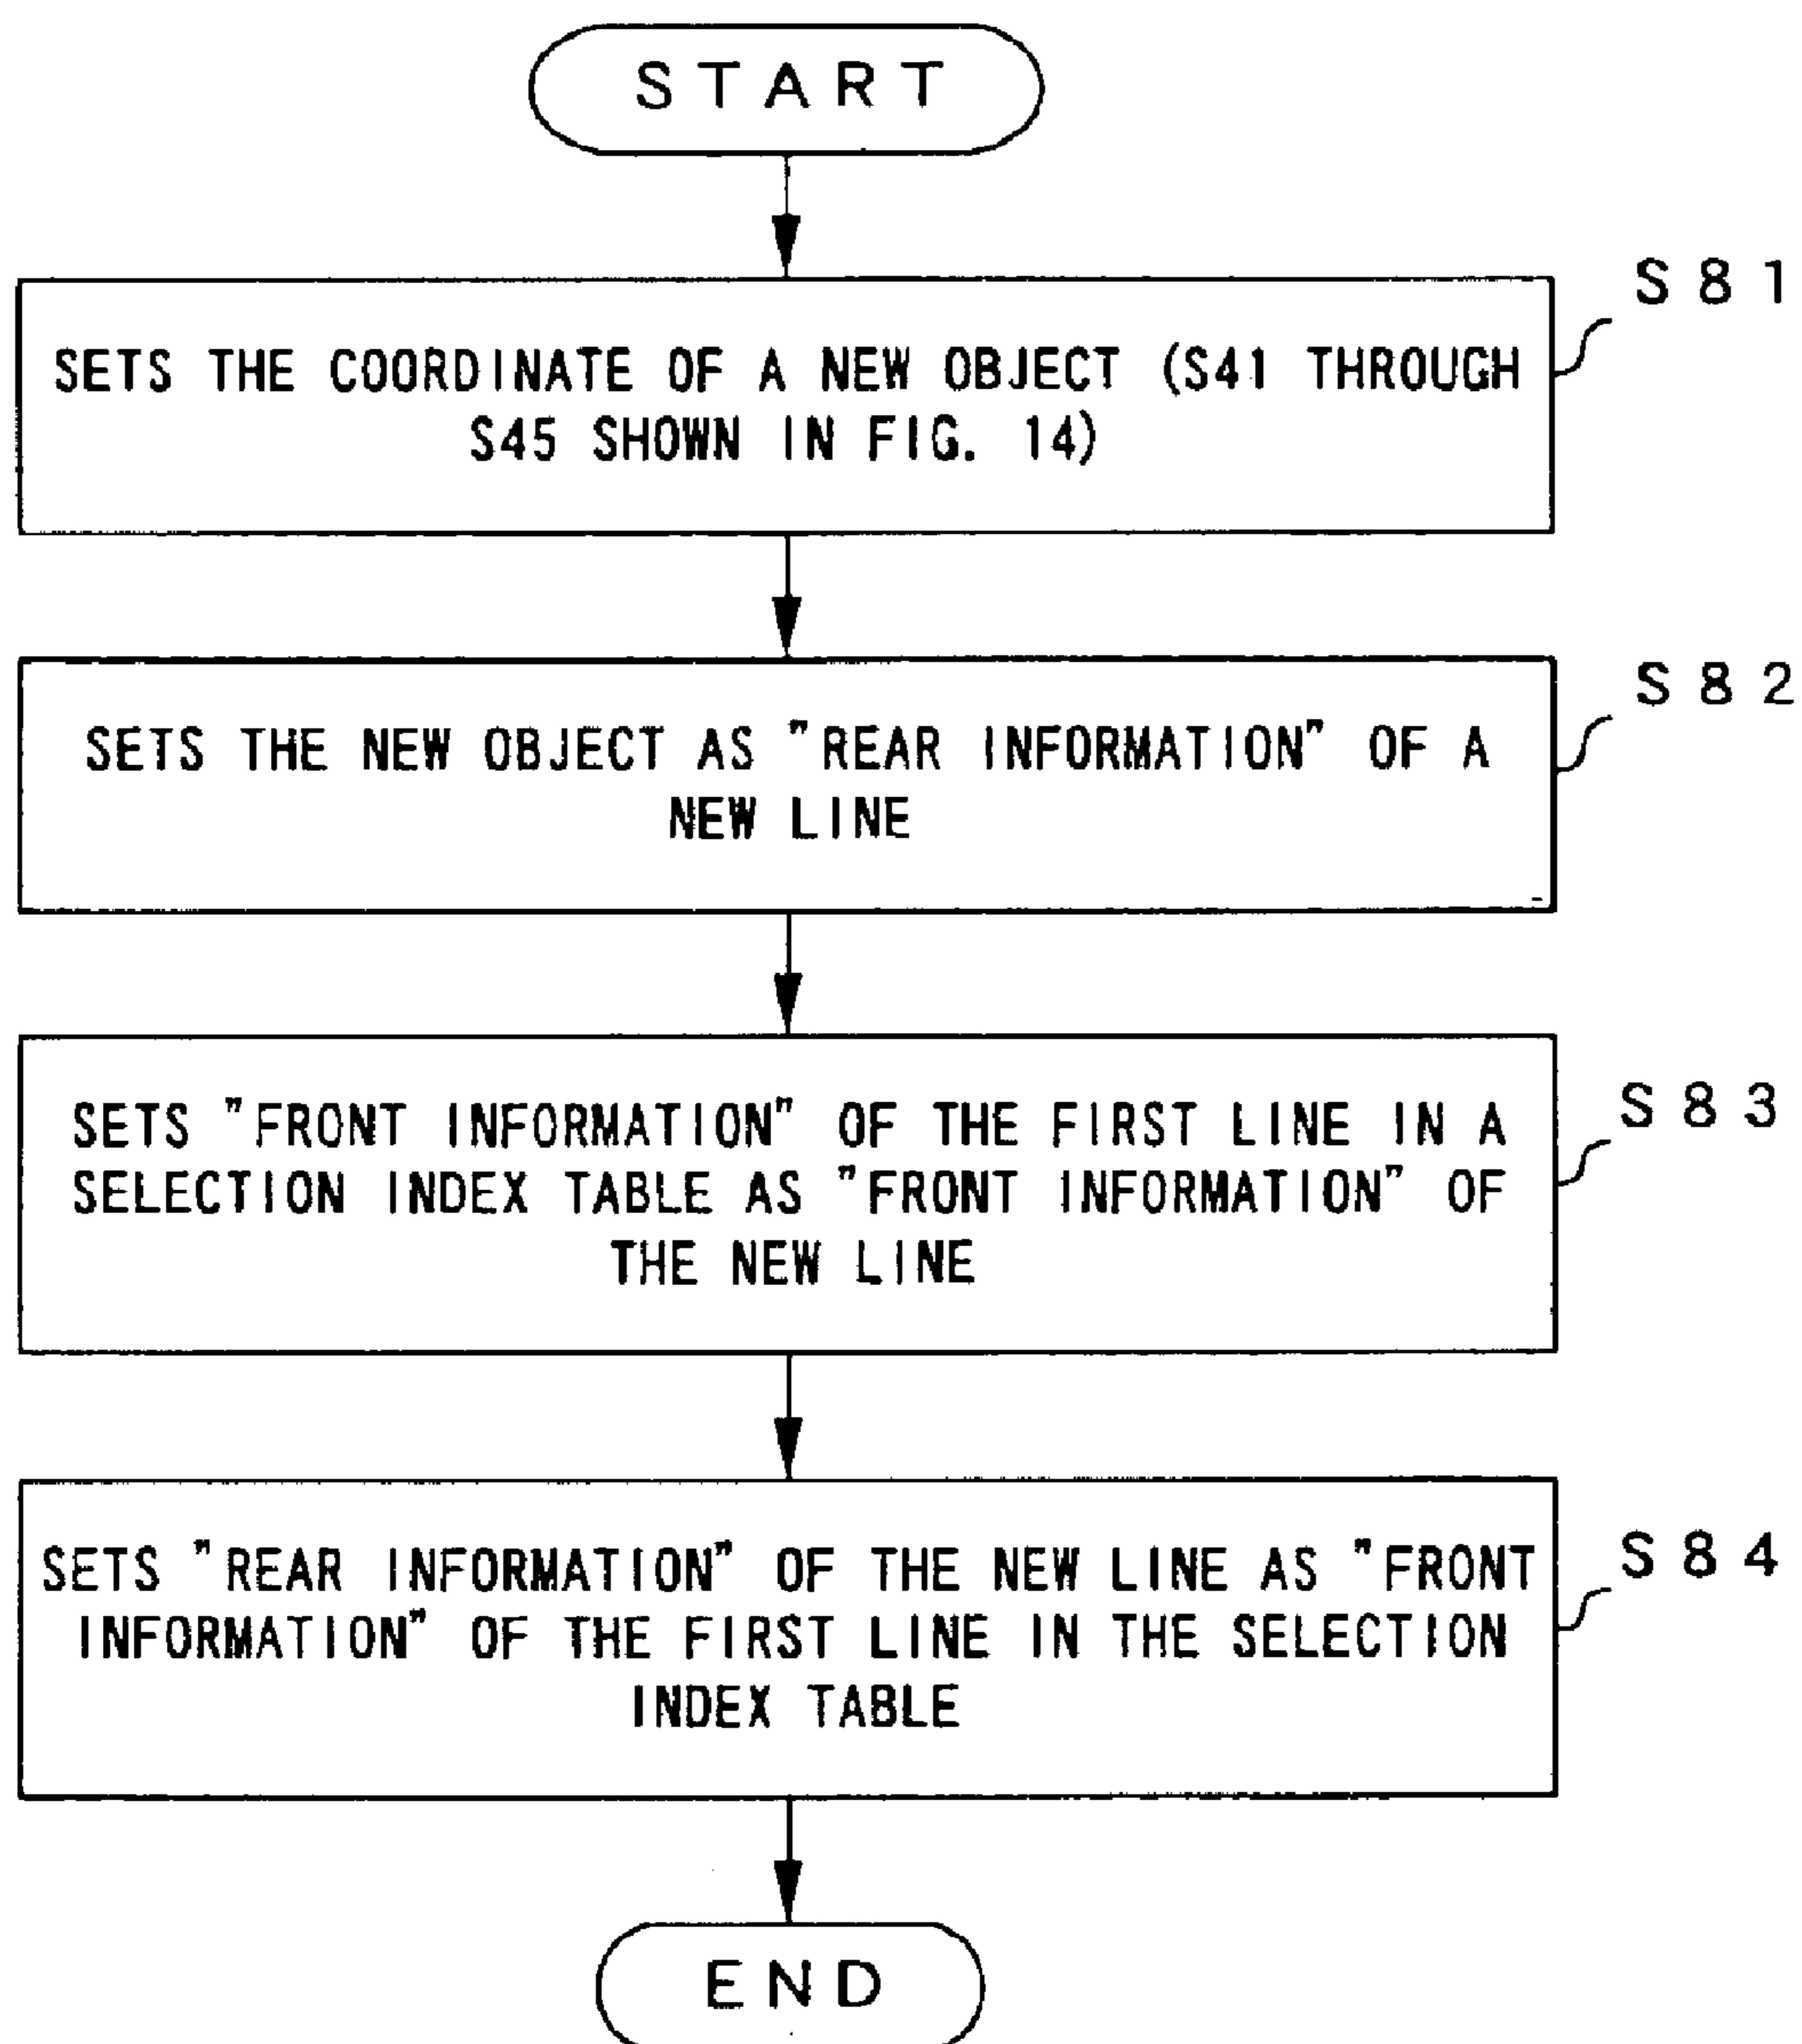 START
S81
SETS THE COORDINATE OF A NEW OBJECT (S41 THROUGH
S45 SHOWN IN FIG. 14)
S82
SETS THE NEW OBJECT AS "REAR INFORMATION" OF A
NEW LINE
S83
SETS "FRONT INFORMATION" OF THE FIRST LINE IN A
SELECTION INDEX TABLE AS "FRONT INFORMATION" OF
THE NEW LINE
S84
SETS "REAR INFORMATION" OF THE NEW LINE AS "FRONT
INFORMATION" OF THE FIRST LINE IN THE SELECTION
INDEX TABLE
END